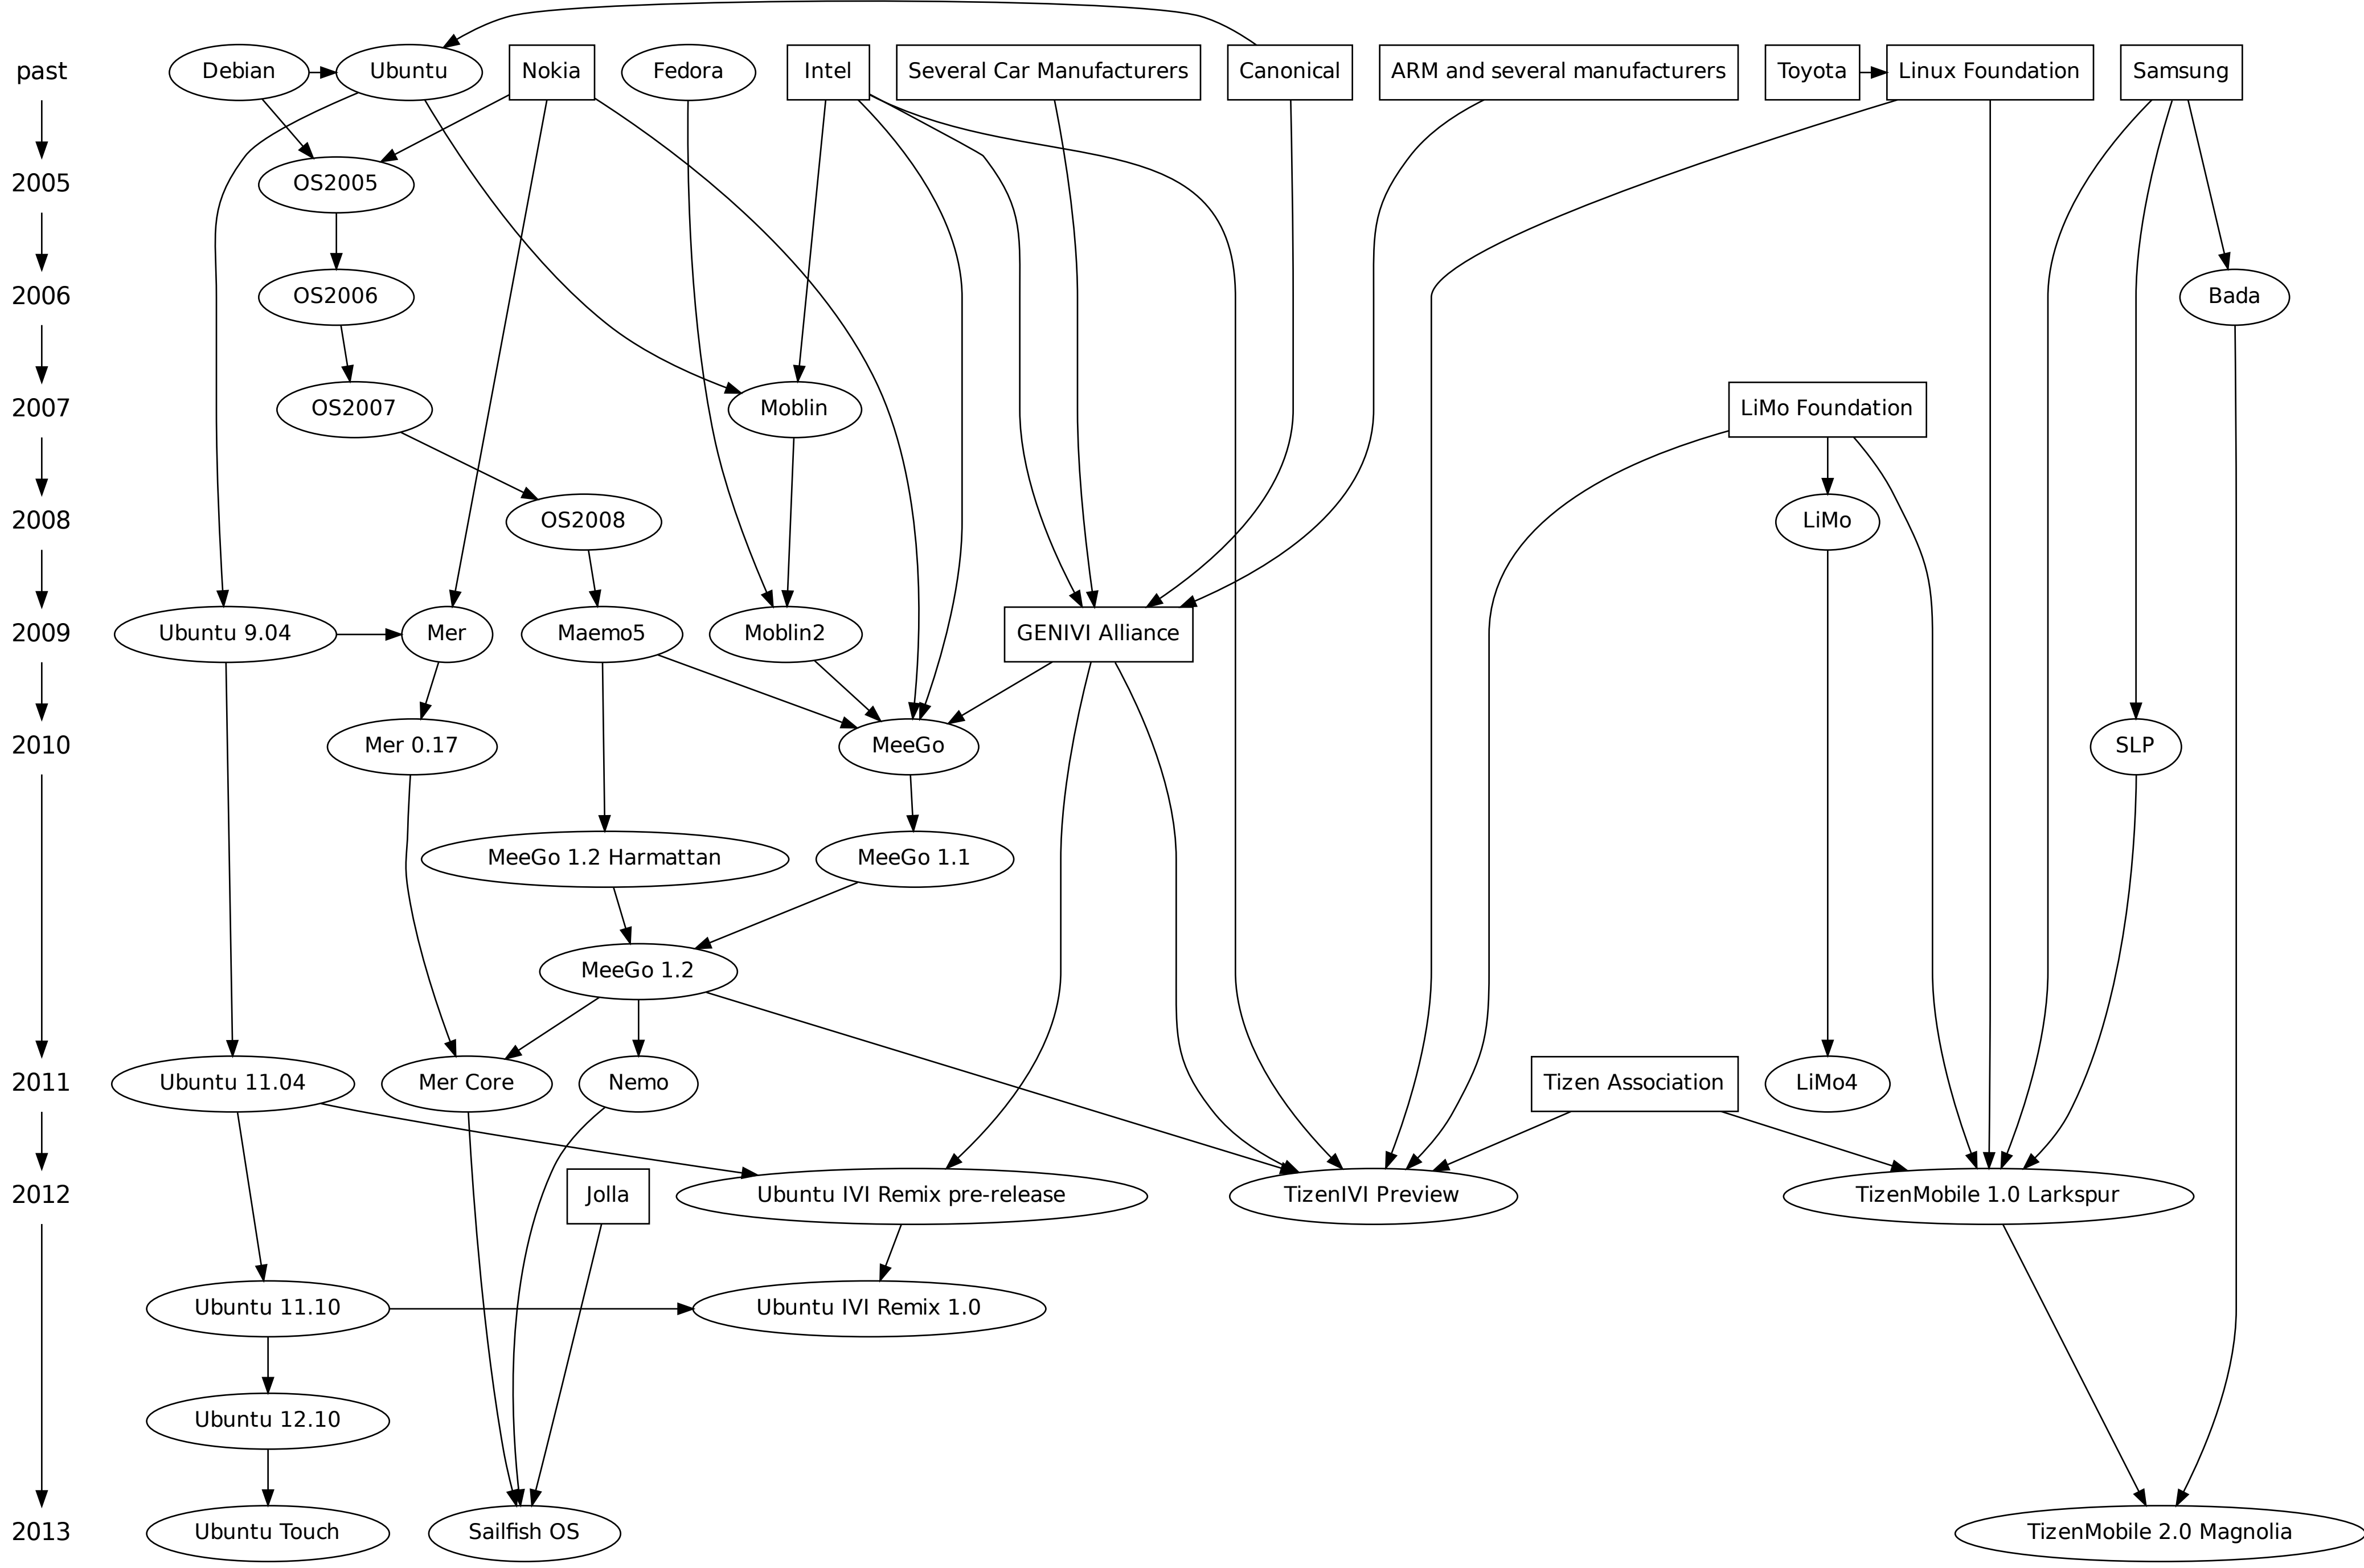 past
Debian
Ubuntu
Nokia
Fedora
Intel
Several Car Manufacturers
Canonical
ARM and several manufacturers
Toyota
Linux Foundation
Samsung
2005
OS2005
2006
OS2006
Bada
2007
OS2007
Moblin
LiMo Foundation
2008
OS2008
LiMo
2009
Ubuntu 9.04
Mer
Maemo5
Moblin2
GENIVI Alliance
2010
Mer 0.17
MeeGo
SLP
MeeGo 1.2 Harmattan
MeeGo 1.1
MeeGo 1.2
2011
Ubuntu 11.04
Mer Core
Nemo
Tizen Association
LiMo4
2012
Jolla
Ubuntu IVI Remix pre-release
TizenIVI Preview
TizenMobile 1.0 Larkspur
Ubuntu 11.10
Ubuntu IVI Remix 1.0
Ubuntu 12.10
2013
Ubuntu Touch
Sailfish OS
TizenMobile 2.0 Magnolia